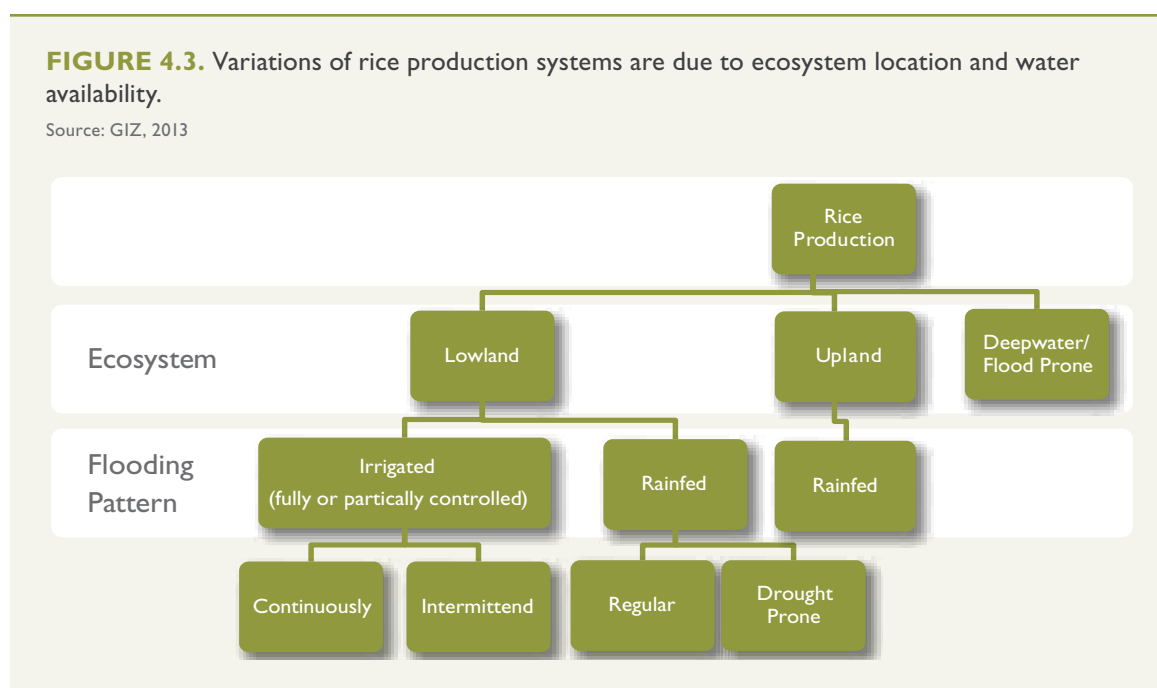 FIGURE 4.3. Variations of rice production systems are due to ecosystem location and water
availability.
Source: GIZ, 2013
Rice
Production
Ecosystem
Lowland
Upland
Deepwater/
Flood Prone
Flooding
Pattern
Irrigated
(fully or partically controlled)
Rainfed
Rainfed
Continuously
Intermittend
Regular
Drought
Prone